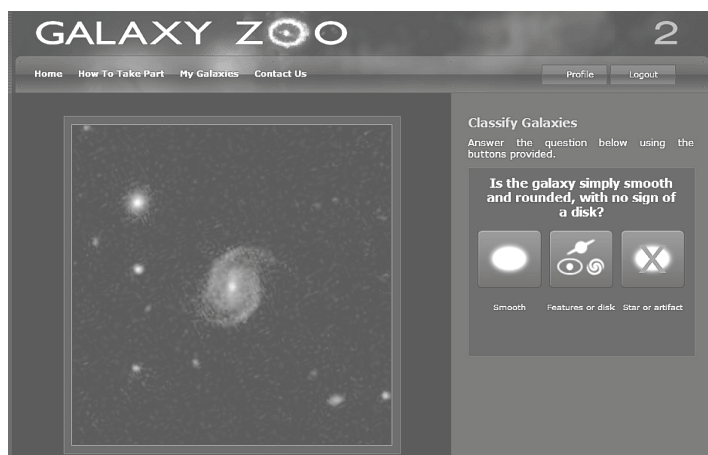 GALAXY ZOO 2
Home How To Take Part My Galaxies Contact Us Profile Logout
Classify Galaxies
Answer the question below using the
buttons provided.
Is the galaxy simply smooth
and rounded, with no sign of
a disk?
Smooth Features or disk Star or artifact